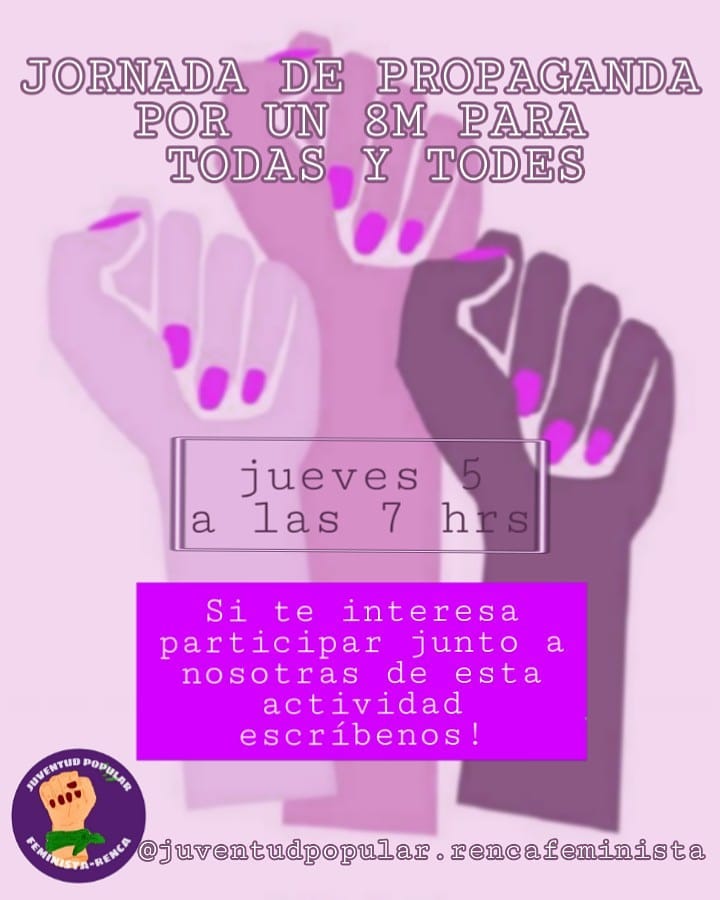 JORNADA DE PROPAGANDA
POR UN 8M PARA
TODAS Y TODES
jueves 5
a las 7 hrs
Si te interesa
participar junto a
nosotras de esta
actividad
escríbenos!
JUVENTUD POPULAR
FEMINISTA-RENCA
@juventudpopular.rencafeminista